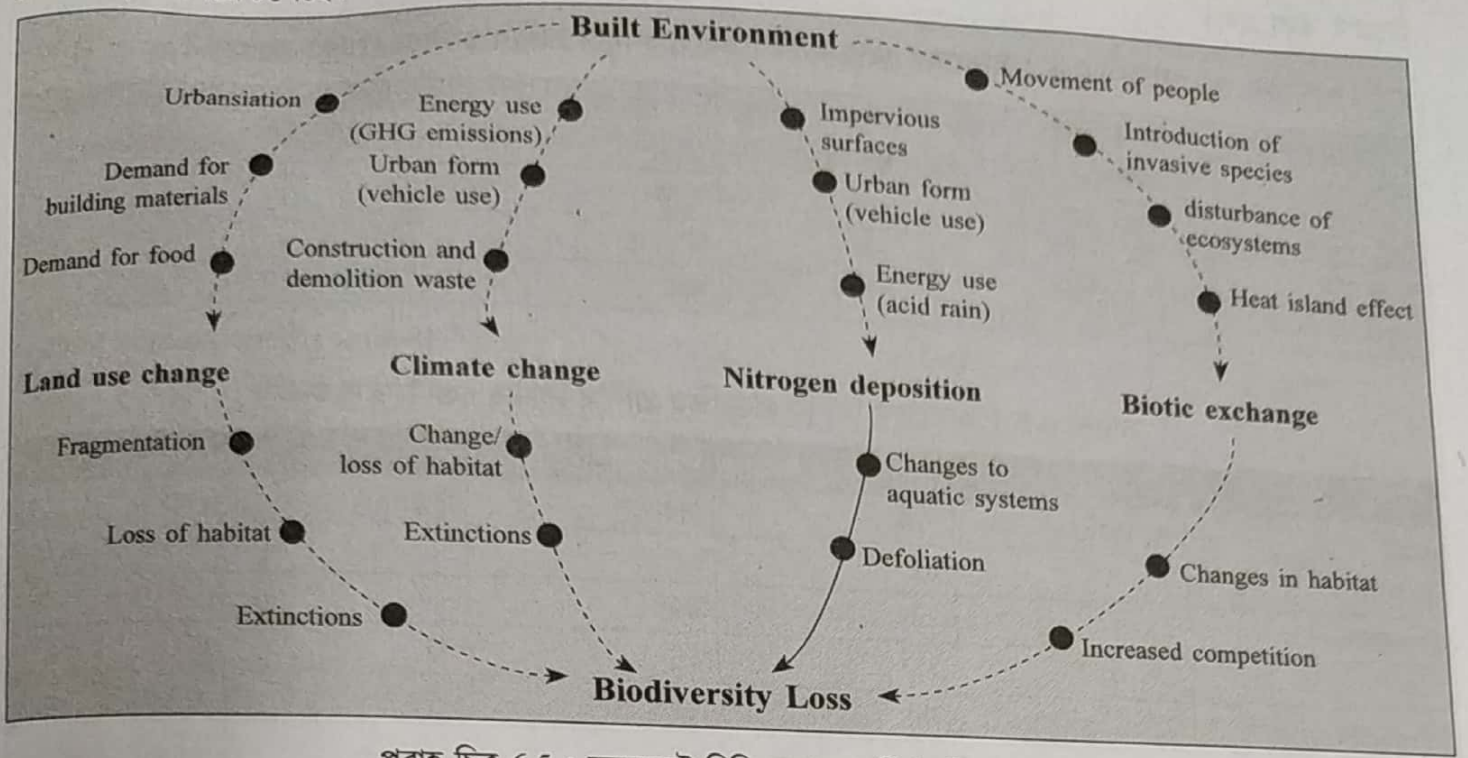 Built Environment
Urbansiation
Demand for
building materials
Demand for food
Land use change
Fragmentation
Loss of habitat
Extinctions
Energy use
(GHG emissions)
Urban form
(vehicle use)
Construction and
demolition waste
Climate change
Change/
loss of habitat
Extinctions
Impervious
surfaces
Urban form
(vehicle use)
Energy use
(acid rain)
Nitrogen deposition
Changes to
aquatic systems
Defoliation
Movement of people
Introduction of
invasive species
disturbance of
ecosystems
Heat island effect
Biotic exchange
Changes in habitat
Increased competition
Biodiversity Loss